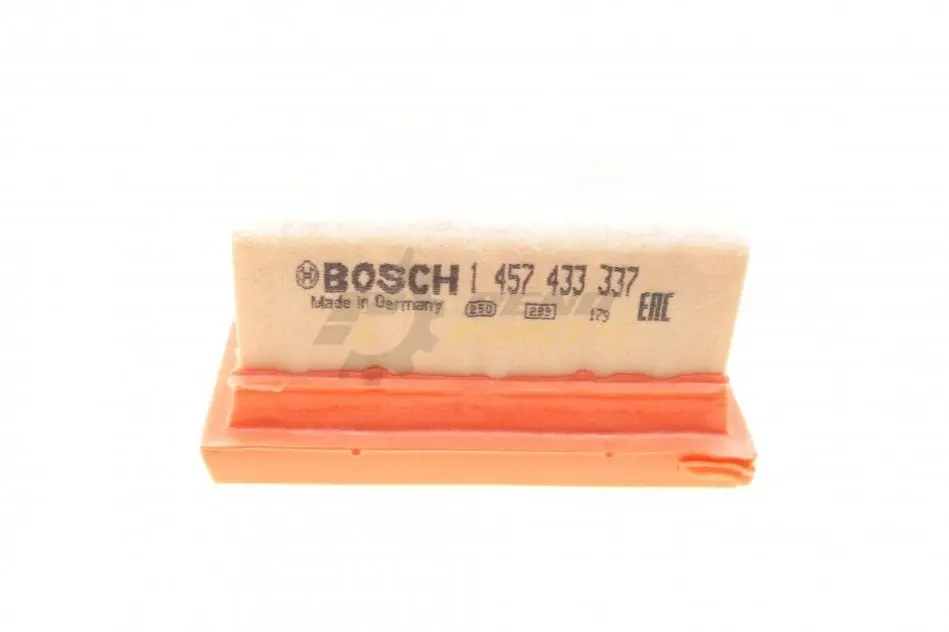 BOSCH 1 457 433 337
Made in Germany 250 289 179 EAC